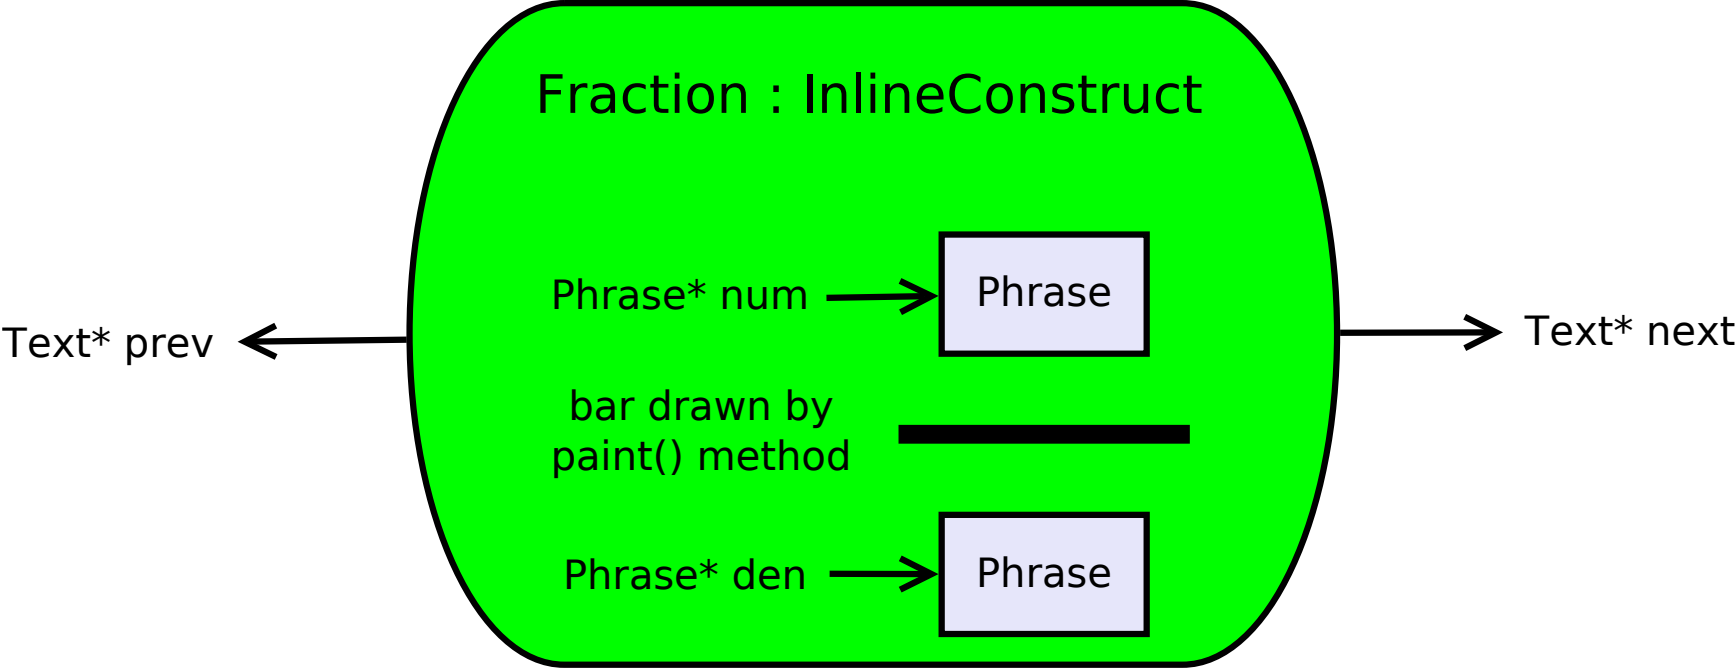 Fraction : InlineConstruct
Phrase* num
Phrase
Text* prev
Text* next
bar drawn by
paint() method
Phrase* den
Phrase